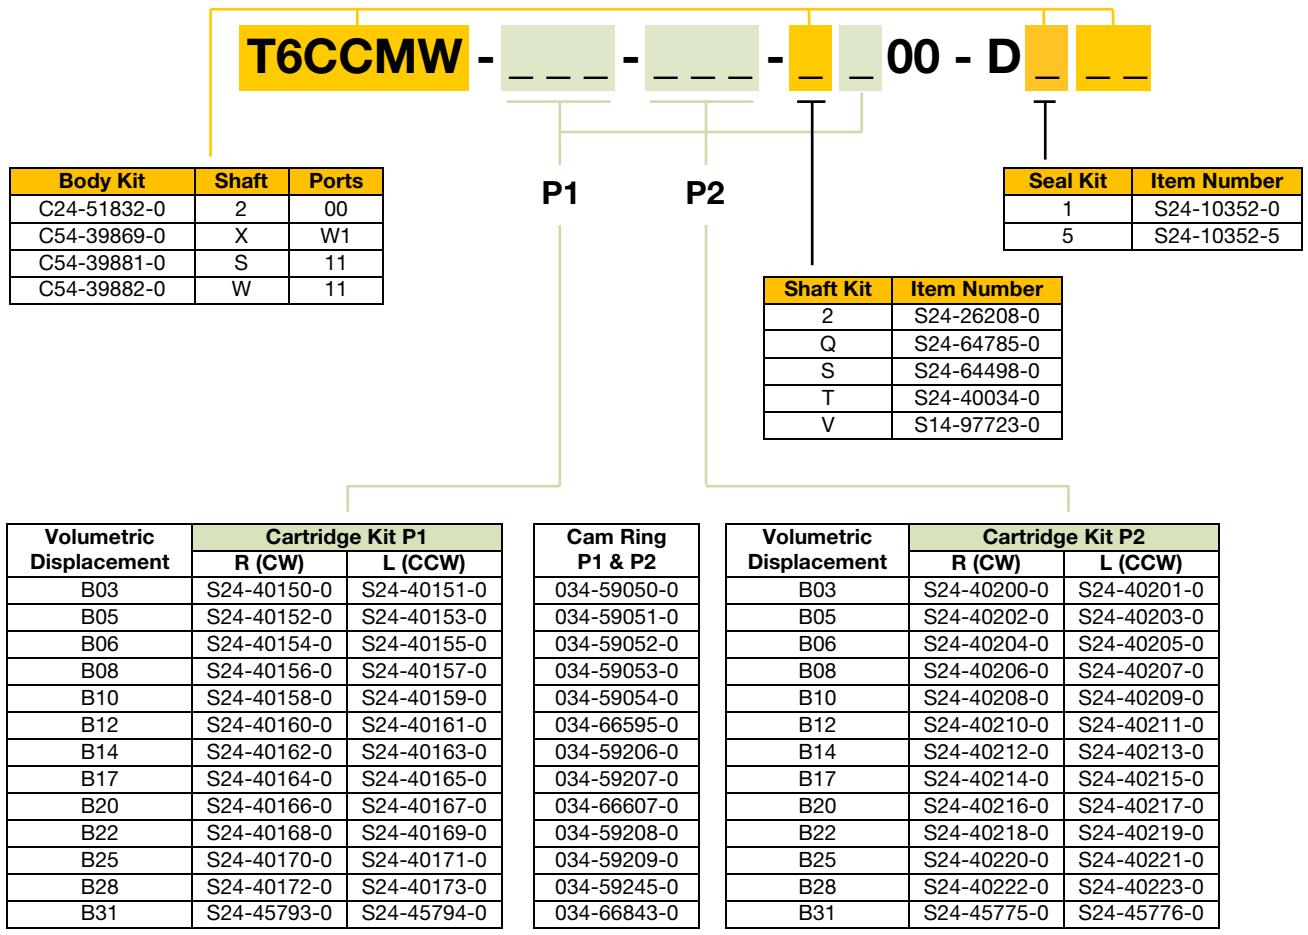 T6CCMW - _ _ _ - _ _ _ - _ _ 00 - D _ _ _
Body Kit Shaft Ports
C24-51832-0 2 00
C54-39869-0 X W1
C54-39881-0 S 11
C54-39882-0 W 11
P1
P2
Seal Kit Item Number
1 S24-10352-0
5 S24-10352-5
Shaft Kit Item Number
2 S24-26208-0
Q S24-64785-0
S S24-64498-0
T S24-40034-0
V S14-97723-0
Volumetric Displacement Cartridge Kit P1
R (CW) L (CCW)
B03 S24-40150-0 S24-40151-0
B05 S24-40152-0 S24-40153-0
B06 S24-40154-0 S24-40155-0
B08 S24-40156-0 S24-40157-0
B10 S24-40158-0 S24-40159-0
B12 S24-40160-0 S24-40161-0
B14 S24-40162-0 S24-40163-0
B17 S24-40164-0 S24-40165-0
B20 S24-40166-0 S24-40167-0
B22 S24-40168-0 S24-40169-0
B25 S24-40170-0 S24-40171-0
B28 S24-40172-0 S24-40173-0
B31 S24-45793-0 S24-45794-0
Cam Ring
P1 & P2
034-59050-0
034-59051-0
034-59052-0
034-59053-0
034-59054-0
034-66595-0
034-59206-0
034-59207-0
034-66607-0
034-59208-0
034-59209-0
034-59245-0
034-66843-0
Volumetric Displacement Cartridge Kit P2
R (CW) L (CCW)
B03 S24-40200-0 S24-40201-0
B05 S24-40202-0 S24-40203-0
B06 S24-40204-0 S24-40205-0
B08 S24-40206-0 S24-40207-0
B10 S24-40208-0 S24-40209-0
B12 S24-40210-0 S24-40211-0
B14 S24-40212-0 S24-40213-0
B17 S24-40214-0 S24-40215-0
B20 S24-40216-0 S24-40217-0
B22 S24-40218-0 S24-40219-0
B25 S24-40220-0 S24-40221-0
B28 S24-40222-0 S24-40223-0
B31 S24-45775-0 S24-45776-0